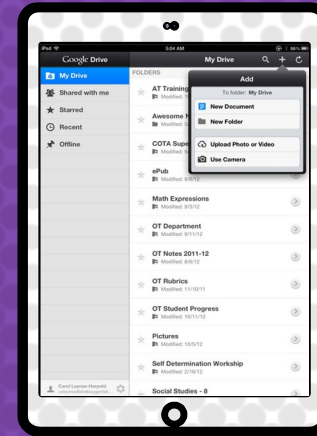 iPad
5:04 AM
86%
Google Drive
My Drive
My Drive
Shared with me
Starred
Recent
Offline
FOLDERS
AT Training
Modified:
Awesome
Modified:
COTA Supe
Modified:
ePub
Modified: 8/6/12
Math Expressions
Modified: 9/3/12
OT Department
Modified: 9/11/12
OT Notes 2011-12
Modified: 8/6/12
OT Rubrics
Modified: 11/10/11
OT Student Progress
Modified: 10/11/12
Pictures
Modified: 10/5/12
Self Determination Workship
Modified: 2/16/12
Social Studies - 8
Add
To folder: My Drive
New Document
New Folder
Upload Photo or Video
Use Camera